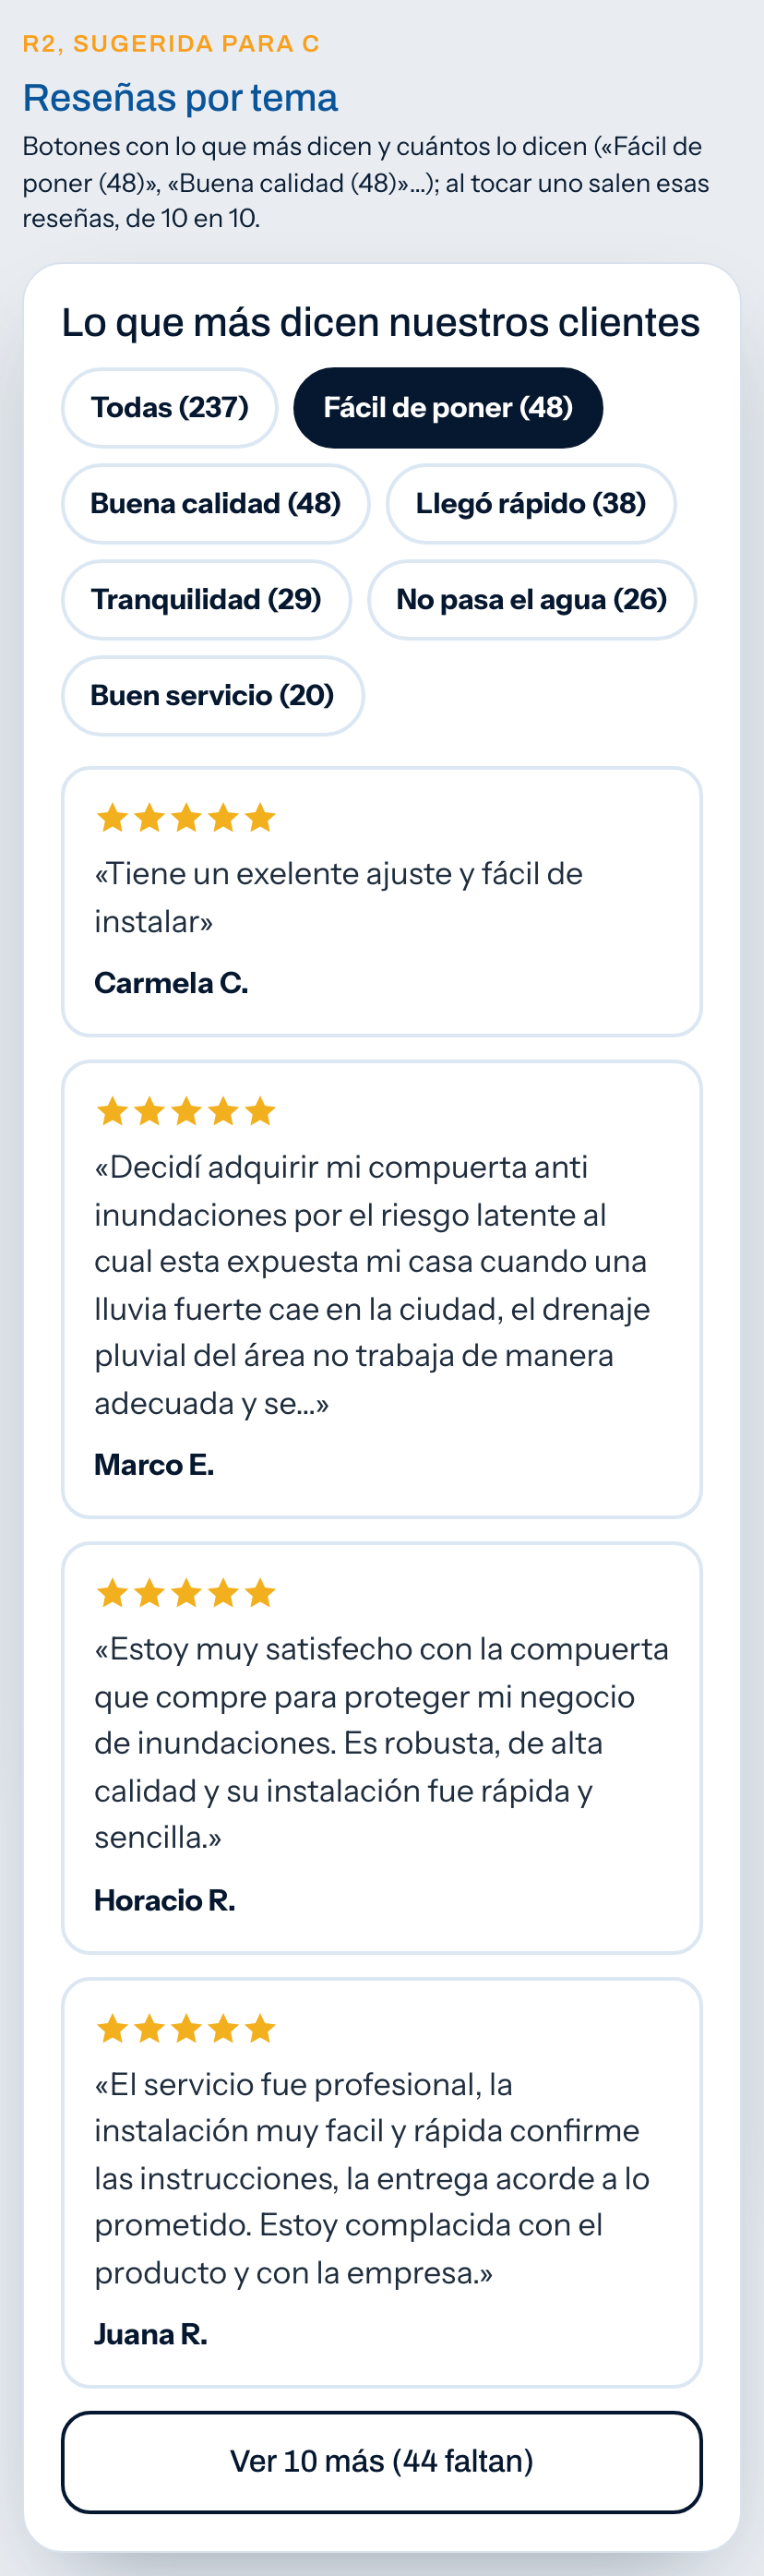 R2, SUGERIDA PARA C
Reseñas por tema
Botones con lo que más dicen y cuántos lo dicen («Fácil de
poner (48)», «Buena calidad (48)»...); al tocar uno salen esas
reseñas, de 10 en 10.
Lo que más dicen nuestros clientes
Todas (237)
Fácil de poner (48)
Buena calidad (48)
Llegó rápido (38)
Tranquilidad (29)
No pasa el agua (26)
Buen servicio (20)
«Tiene un exelente ajuste y fácil de
instalar»
Carmela C.
«Decidí adquirir mi compuerta anti
inundaciones por el riesgo latente al
cual esta expuesta mi casa cuando una
lluvia fuerte cae en la ciudad, el drenaje
pluvial del área no trabaja de manera
adecuada y se...»
Marco E.
«Estoy muy satisfecho con la compuerta
que compre para proteger mi negocio
de inundaciones. Es robusta, de alta
calidad y su instalación fue rápida y
sencilla.»
Horacio R.
«El servicio fue profesional, la
instalación muy facil y rápida confirme
las instrucciones, la entrega acorde a lo
prometido. Estoy complacida con el
producto y con la empresa.»
Juana R.
Ver 10 más (44 faltan)